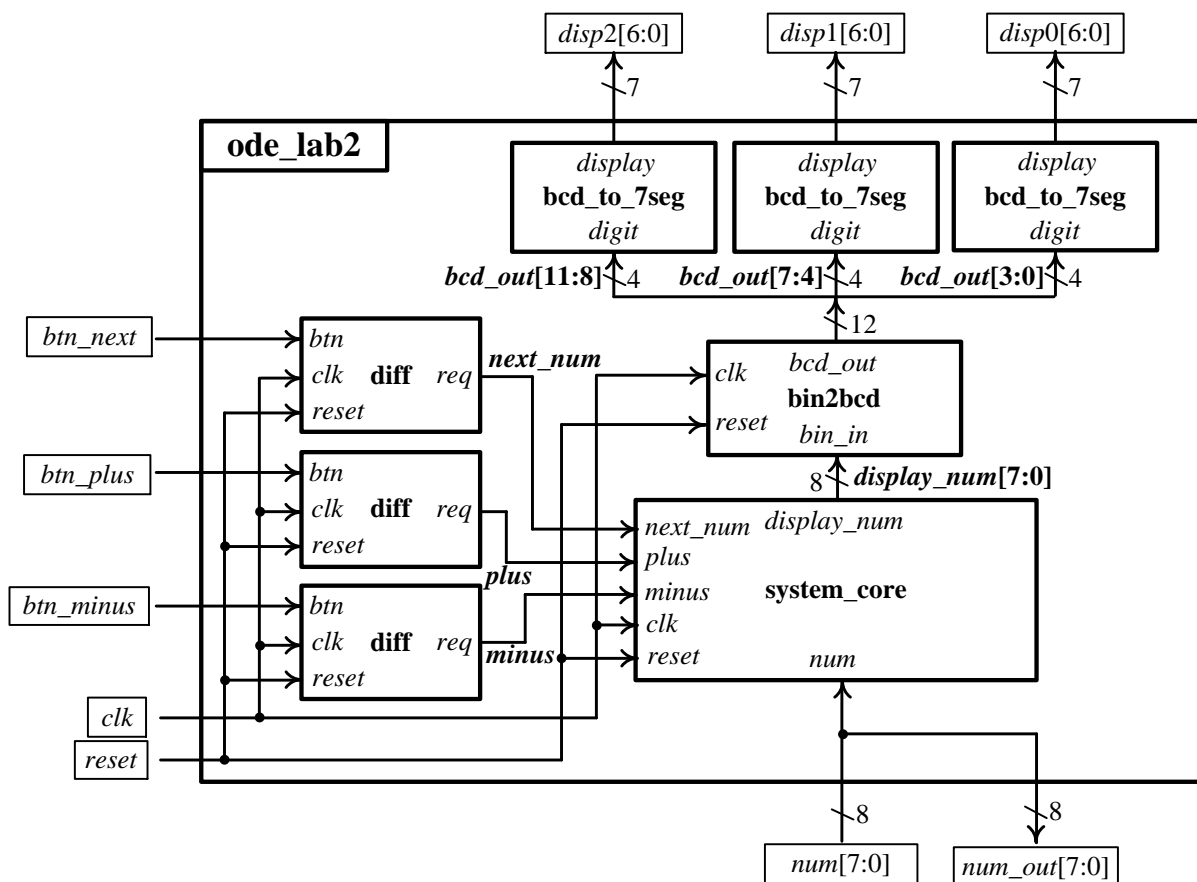 disp2[6:0] disp1[6:0] disp0[6:0]
7 7 7
ode_lab2
display display display
bcd_to_7seg bcd_to_7seg bcd_to_7seg
digit digit digit
bcd_out[11:8] 4 bcd_out[7:4] 4 bcd_out[3:0] 4
12
btn_next
btn
clk diff req
reset
next_num
bcd_out
clk
bin2bcd
reset
bin_in
8 display_num[7:0]
btn_plus
btn
clk diff req
reset
plus
btn_minus
btn
clk diff req
reset
minus
next_num display_num
plus
minus system_core
clk
reset num
clk
reset
8 8
num[7:0] num_out[7:0]